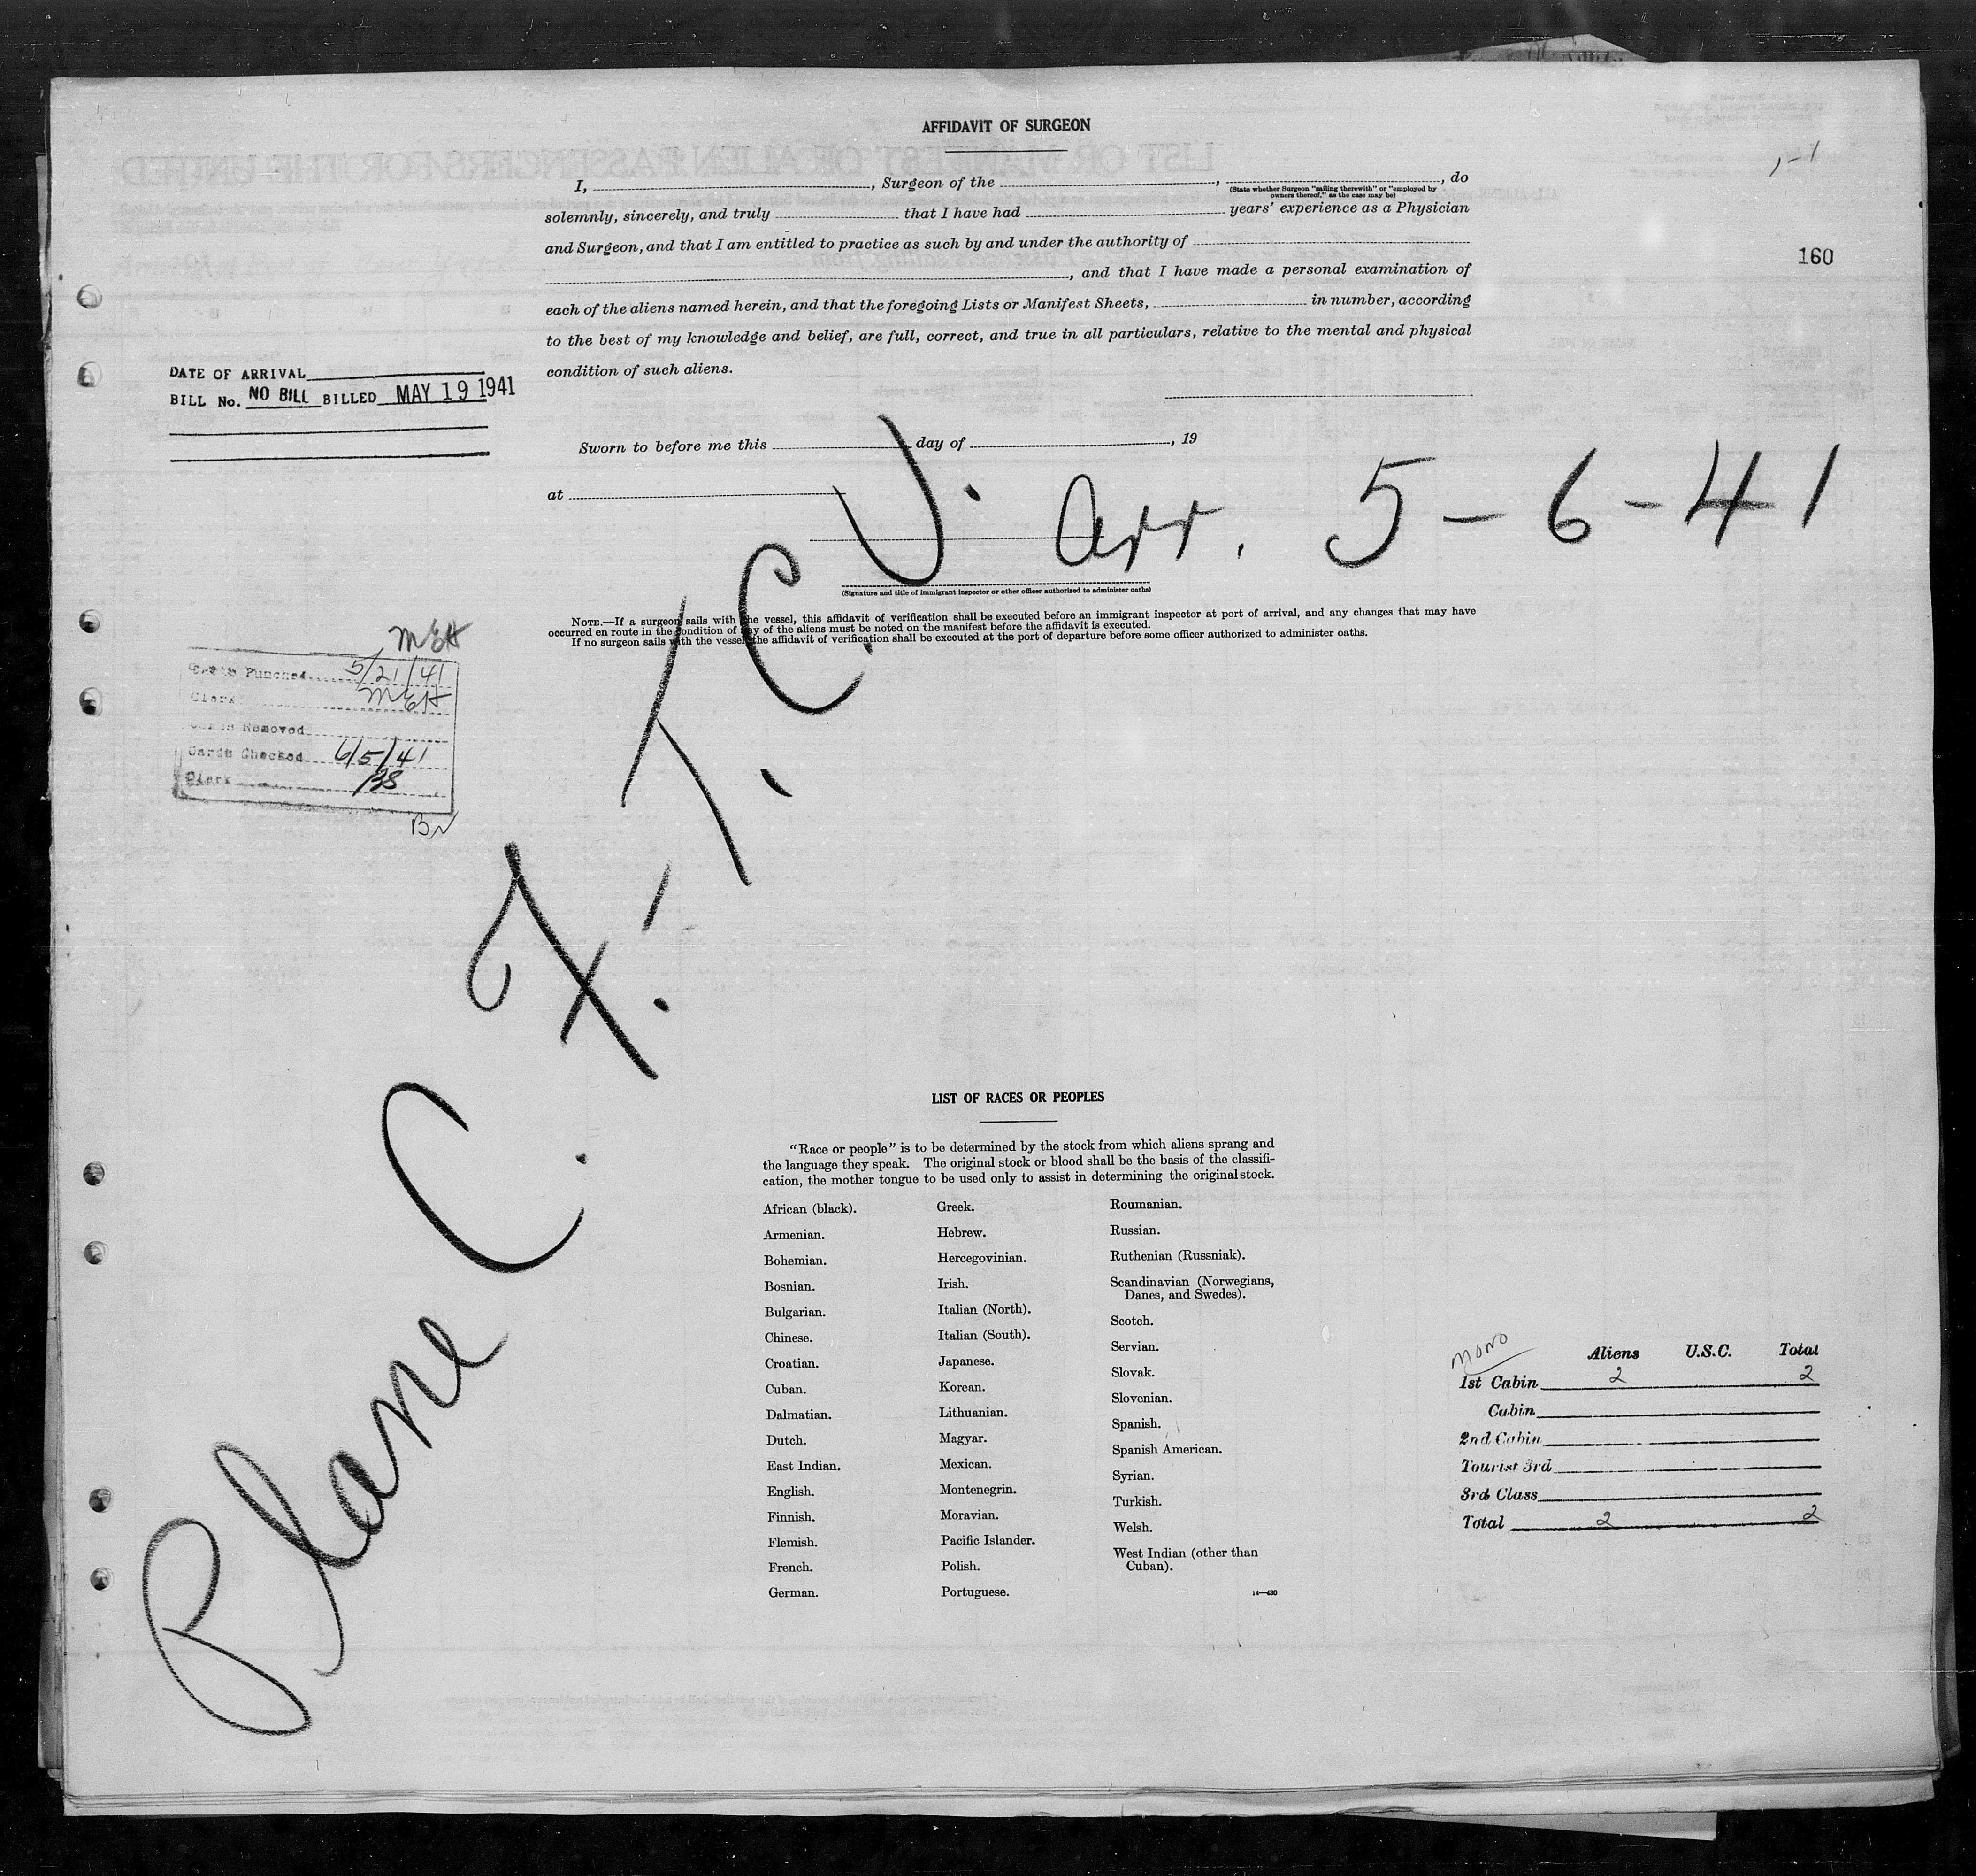 AFFIDAVIT OF SURGEON
I, , Surgeon of the , , do
(State whether Surgeon "sailing therewith" or "employed by
owners thereof," as the case may be)
solemnly, sincerely, and truly that I have had years' experience as a Physician
and Surgeon, and that I am entitled to practice as such by and under the authority of
, and that I have made a personal examination of
each of the aliens named herein, and that the foregoing Lists or Manifest Sheets, in number, according
to the best of my knowledge and belief, are full, correct, and true in all particulars, relative to the mental and physical
condition of such aliens.
160
DATE OF ARRIVAL
BILL No. NO BILL BILLED MAY 19 1941
Sworn to before me this day of , 19
at
Arr. 5-6-41
(Signature and title of immigrant inspector or other officer authorized to administer oaths)
NOTE.—If a surgeon sails with the vessel, this affidavit of verification shall be executed before an immigrant inspector at port of arrival, and any changes that may have
occurred en route in the condition of any of the aliens must be noted on the manifest before the affidavit is executed.
If no surgeon sails with the vessel the affidavit of verification shall be executed at the port of departure before some officer authorized to administer oaths.
MEH
Cards Punched 5/21/41
Clerk MEH
Cards Removed
Cards Checked 6/5/41
Clerk BS
Plane C. F.-T.C.J.
LIST OF RACES OR PEOPLES
"Race or people" is to be determined by the stock from which aliens sprang and
the language they speak. The original stock or blood shall be the basis of the classifi-
cation, the mother tongue to be used only to assist in determining the original stock.
African (black).
Armenian.
Bohemian.
Bosnian.
Bulgarian.
Chinese.
Croatian.
Cuban.
Dalmatian.
Dutch.
East Indian.
English.
Finnish.
Flemish.
French.
German.
Greek.
Hebrew.
Hercegovinian.
Irish.
Italian (North).
Italian (South).
Japanese.
Korean.
Lithuanian.
Magyar.
Mexican.
Montenegrin.
Moravian.
Pacific Islander.
Polish.
Portuguese.
Roumanian.
Russian.
Ruthenian (Russniak).
Scandinavian (Norwegians,
Danes, and Swedes).
Scotch.
Servian.
Slovak.
Slovenian.
Spanish.
Spanish American.
Syrian.
Turkish.
Welsh.
West Indian (other than
Cuban).
14—430
Aliens U.S.C. Total
1st Cabin 2 2
Cabin
2nd Cabin
Tourist 3rd
3rd Class
Total 2 2